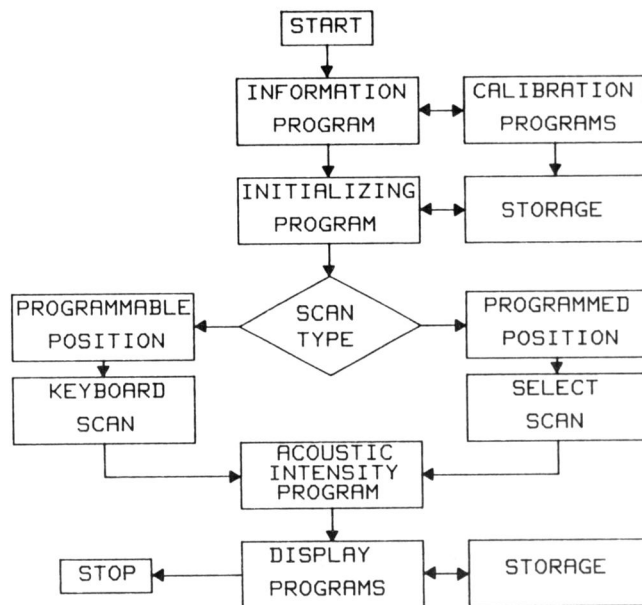 START
INFORMATION
PROGRAM
CALIBRATION
PROGRAMS
INITIALIZING
PROGRAM
STORAGE
PROGRAMMABLE
POSITION
SCAN
TYPE
PROGRAMMED
POSITION
KEYBOARD
SCAN
SELECT
SCAN
ACOUSTIC
INTENSITY
PROGRAM
STOP
DISPLAY
PROGRAMS
STORAGE